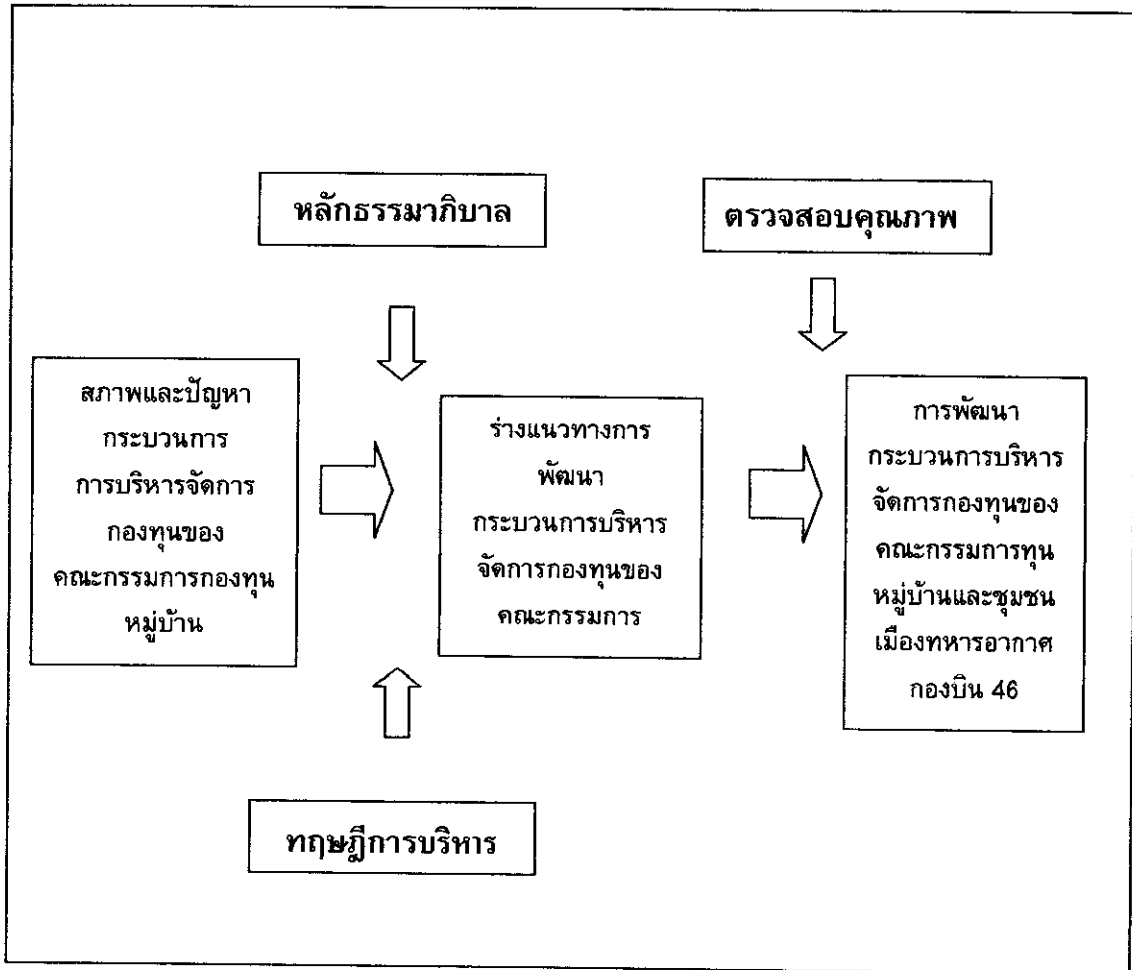 หลักธรรมาภิบาล
ตรวจสอบคุณภาพ
สภาพและปัญหา
กระบวนการ
การบริหารจัดการ
กองทุนของ
คณะกรรมการกองทุน
หมู่บ้าน
ร่างแนวทางการ
พัฒนา
กระบวนการบริหาร
จัดการกองทุนของ
คณะกรรมการ
การพัฒนา
กระบวนการบริหาร
จัดการกองทุนของ
คณะกรรมการทุน
หมู่บ้านและชุมชน
เมืองทหารอากาศ
กองบิน 46
ทฤษฎีการบริหาร